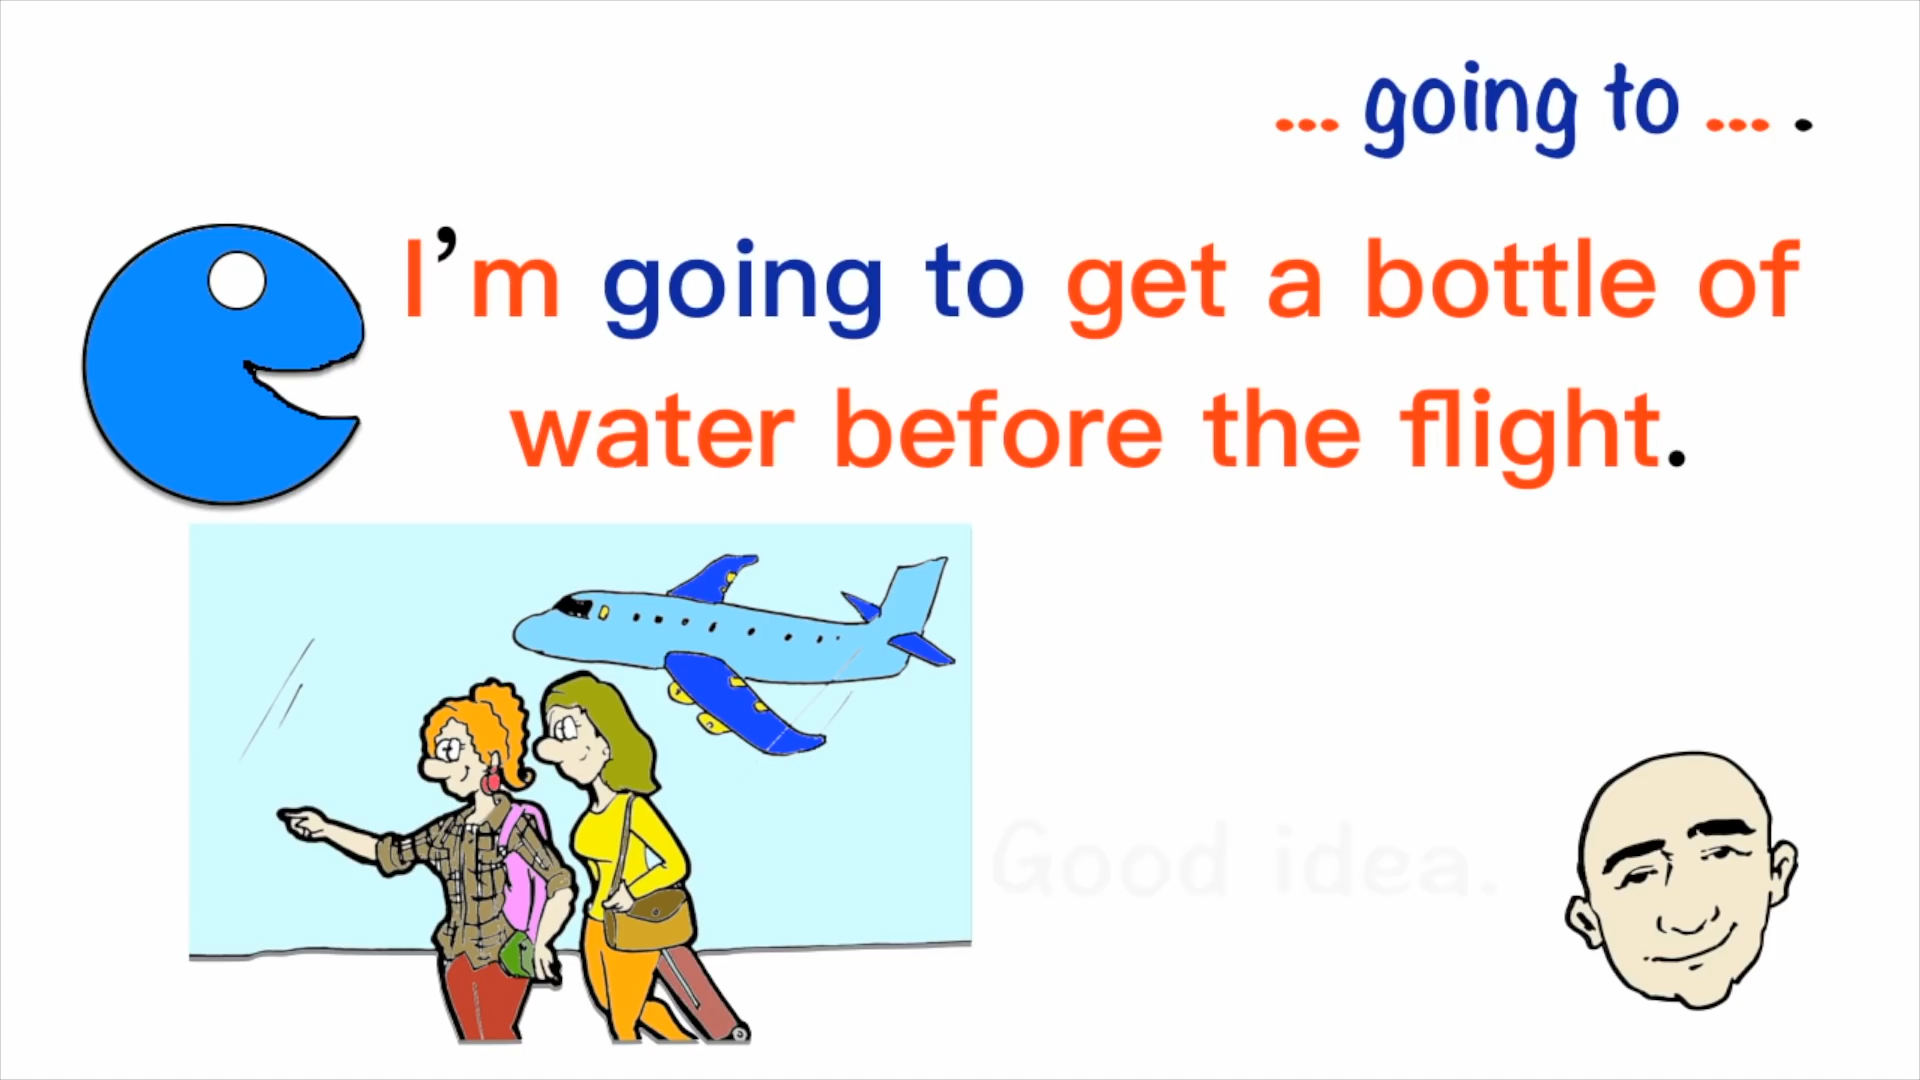 ... going to ... .
I’m going to get a bottle of
water before the flight.
Good idea.